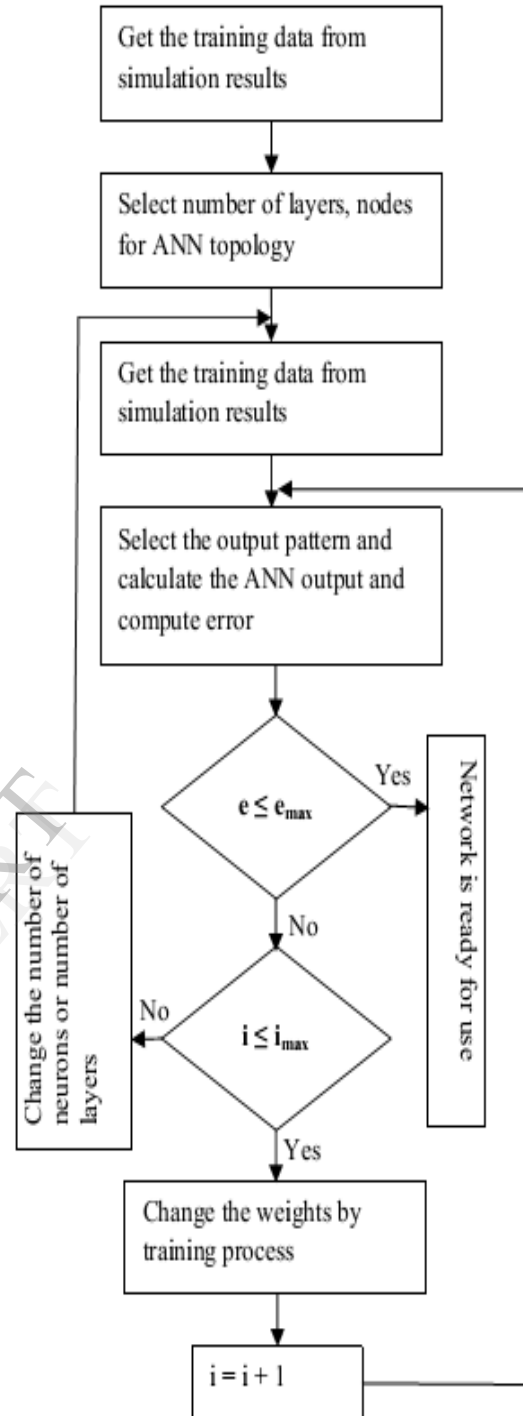 Get the training data from
simulation results
Select number of layers, nodes
for ANN topology
Get the training data from
simulation results
Select the output pattern and
calculate the ANN output and
compute error
e ≤ e_max
Yes
Network is ready for use
No
i ≤ i_max
No
Change the number of
neurons or number of
layers
Yes
Change the weights by
training process
i = i + 1